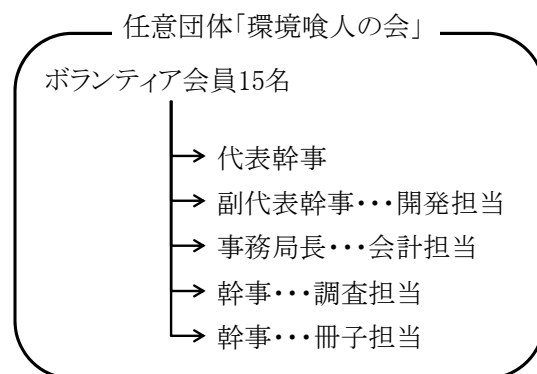 任意団体「環境喰人の会」
ボランティア会員15名
代表幹事
副代表幹事・・・開発担当
事務局長・・・会計担当
幹事・・・調査担当
幹事・・・冊子担当